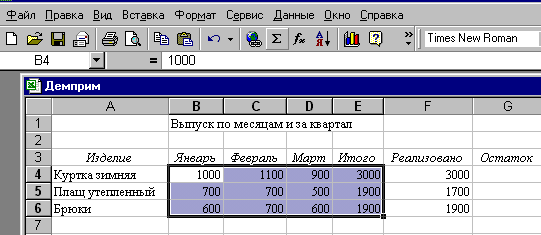 Файл Правка Вид Вставка Формат Сервис Данные Окно Справка
Σ fx А Я ? » Times New Roman
B4 = 1000
Демприм
A B C D E F G
1 Выпуск по месяцам и за квартал
2
3 Изделие Январь Февраль Март Итого Реализовано Остаток
4 Куртка зимняя 1000 1100 900 3000 3000
5 Плащ утепленный 700 700 500 1900 1700
6 Брюки 600 700 600 1900 1900
7